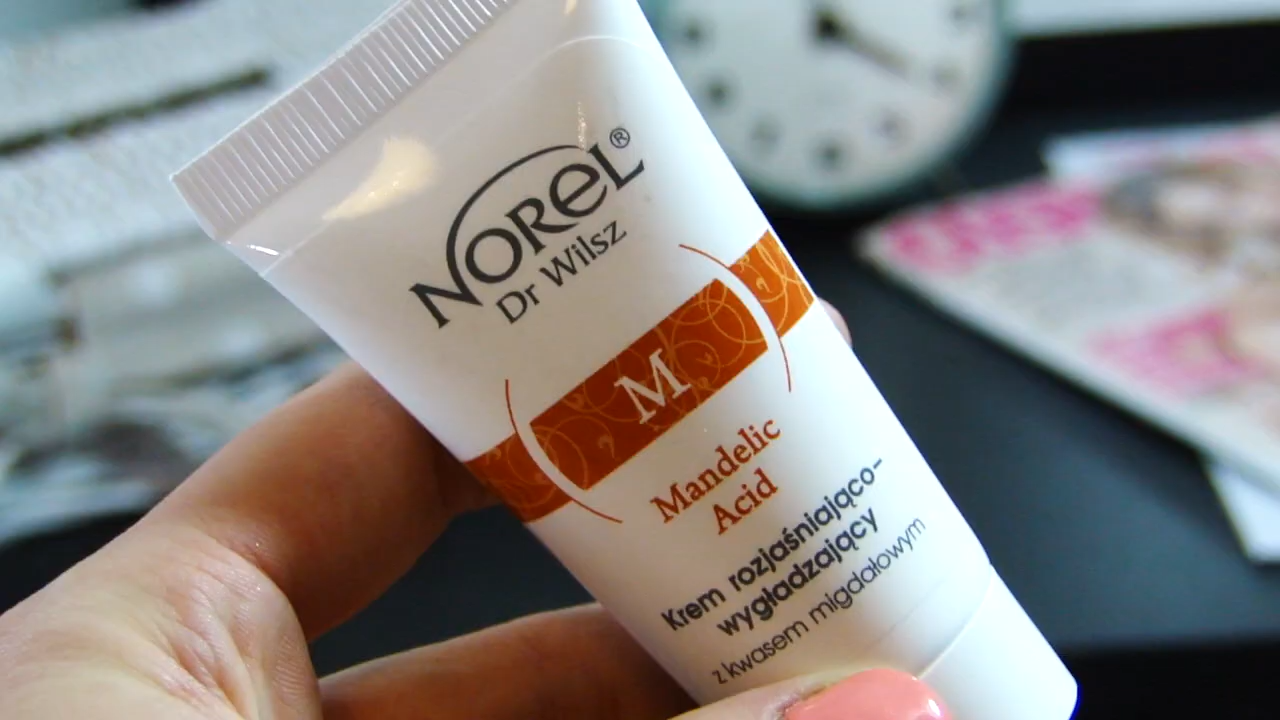 NOREL®
Dr Wilsz
M
Mandelic
Acid
Krem rozjaśniająco-
wygładzający
z kwasem migdałowym